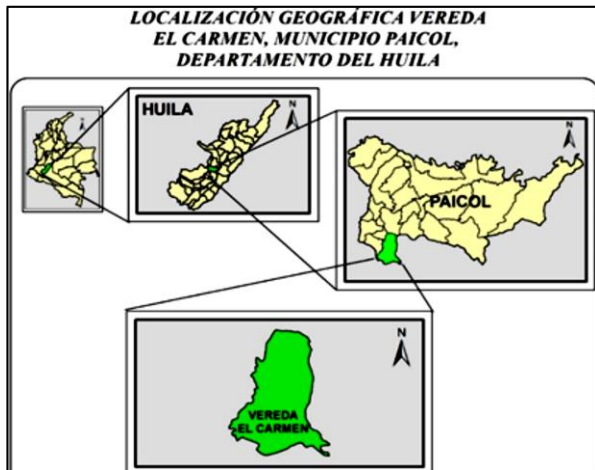 LOCALIZACIÓN GEOGRÁFICA VEREDA
EL CARMEN, MUNICIPIO PAICOL,
DEPARTAMENTO DEL HUILA
HUILA
N
N
PAICOL
N
VEREDA
EL CARMEN